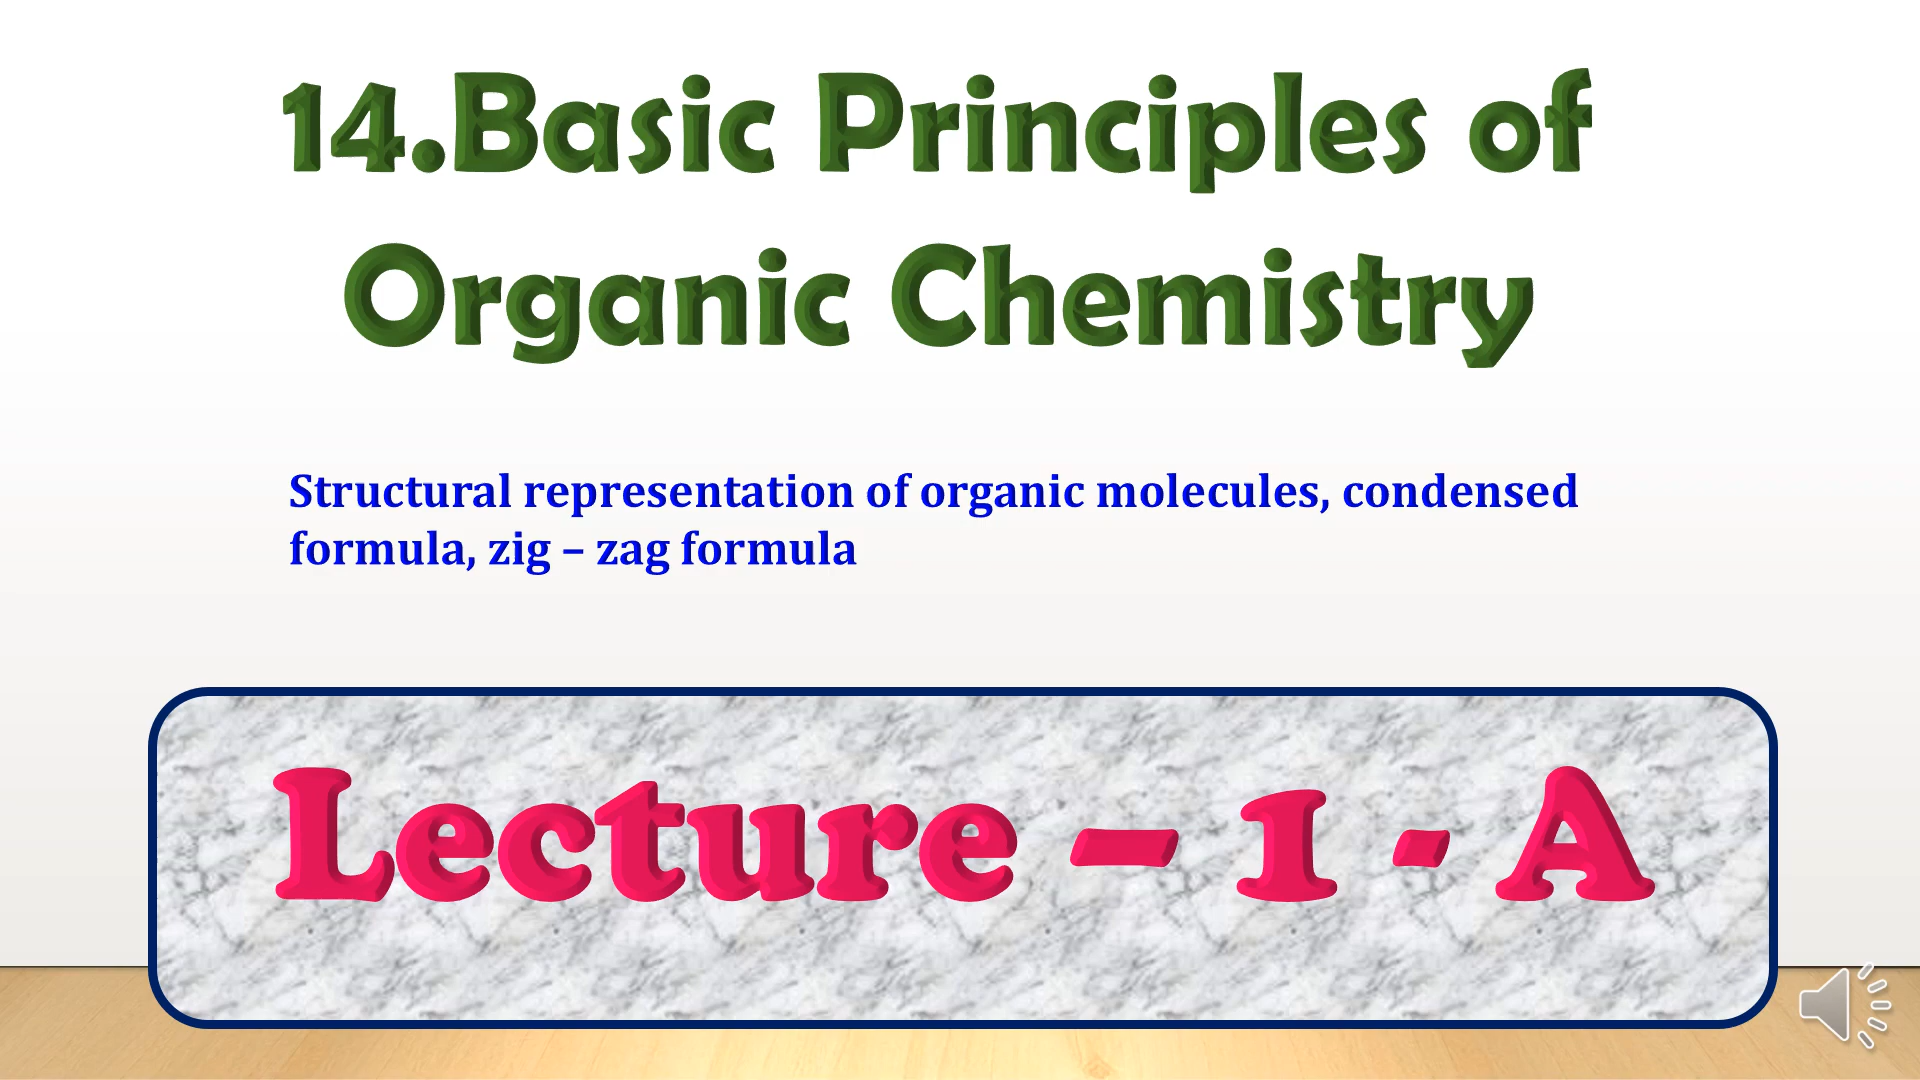 14.Basic Principles of
Organic Chemistry
Structural representation of organic molecules, condensed
formula, zig – zag formula
Lecture – 1 - A